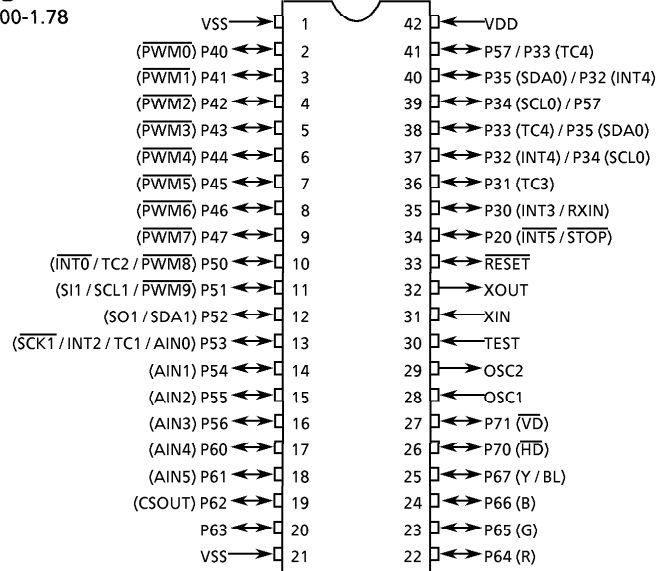 00-1.78
VSS 1 42 VDD
(PWM0) P40 2 41 P57 / P33 (TC4)
(PWM1) P41 3 40 P35 (SDA0) / P32 (INT4)
(PWM2) P42 4 39 P34 (SCL0) / P57
(PWM3) P43 5 38 P33 (TC4) / P35 (SDA0)
(PWM4) P44 6 37 P32 (INT4) / P34 (SCL0)
(PWM5) P45 7 36 P31 (TC3)
(PWM6) P46 8 35 P30 (INT3 / RXIN)
(PWM7) P47 9 34 P20 (INT5 / STOP)
(INT0 / TC2 / PWM8) P50 10 33 RESET
(SI1 / SCL1 / PWM9) P51 11 32 XOUT
(SO1 / SDA1) P52 12 31 XIN
(SCK1 / INT2 / TC1 / AIN0) P53 13 30 TEST
(AIN1) P54 14 29 OSC2
(AIN2) P55 15 28 OSC1
(AIN3) P56 16 27 P71 (VD)
(AIN4) P60 17 26 P70 (HD)
(AIN5) P61 18 25 P67 (Y / BL)
(CSOUT) P62 19 24 P66 (B)
P63 20 23 P65 (G)
VSS 21 22 P64 (R)